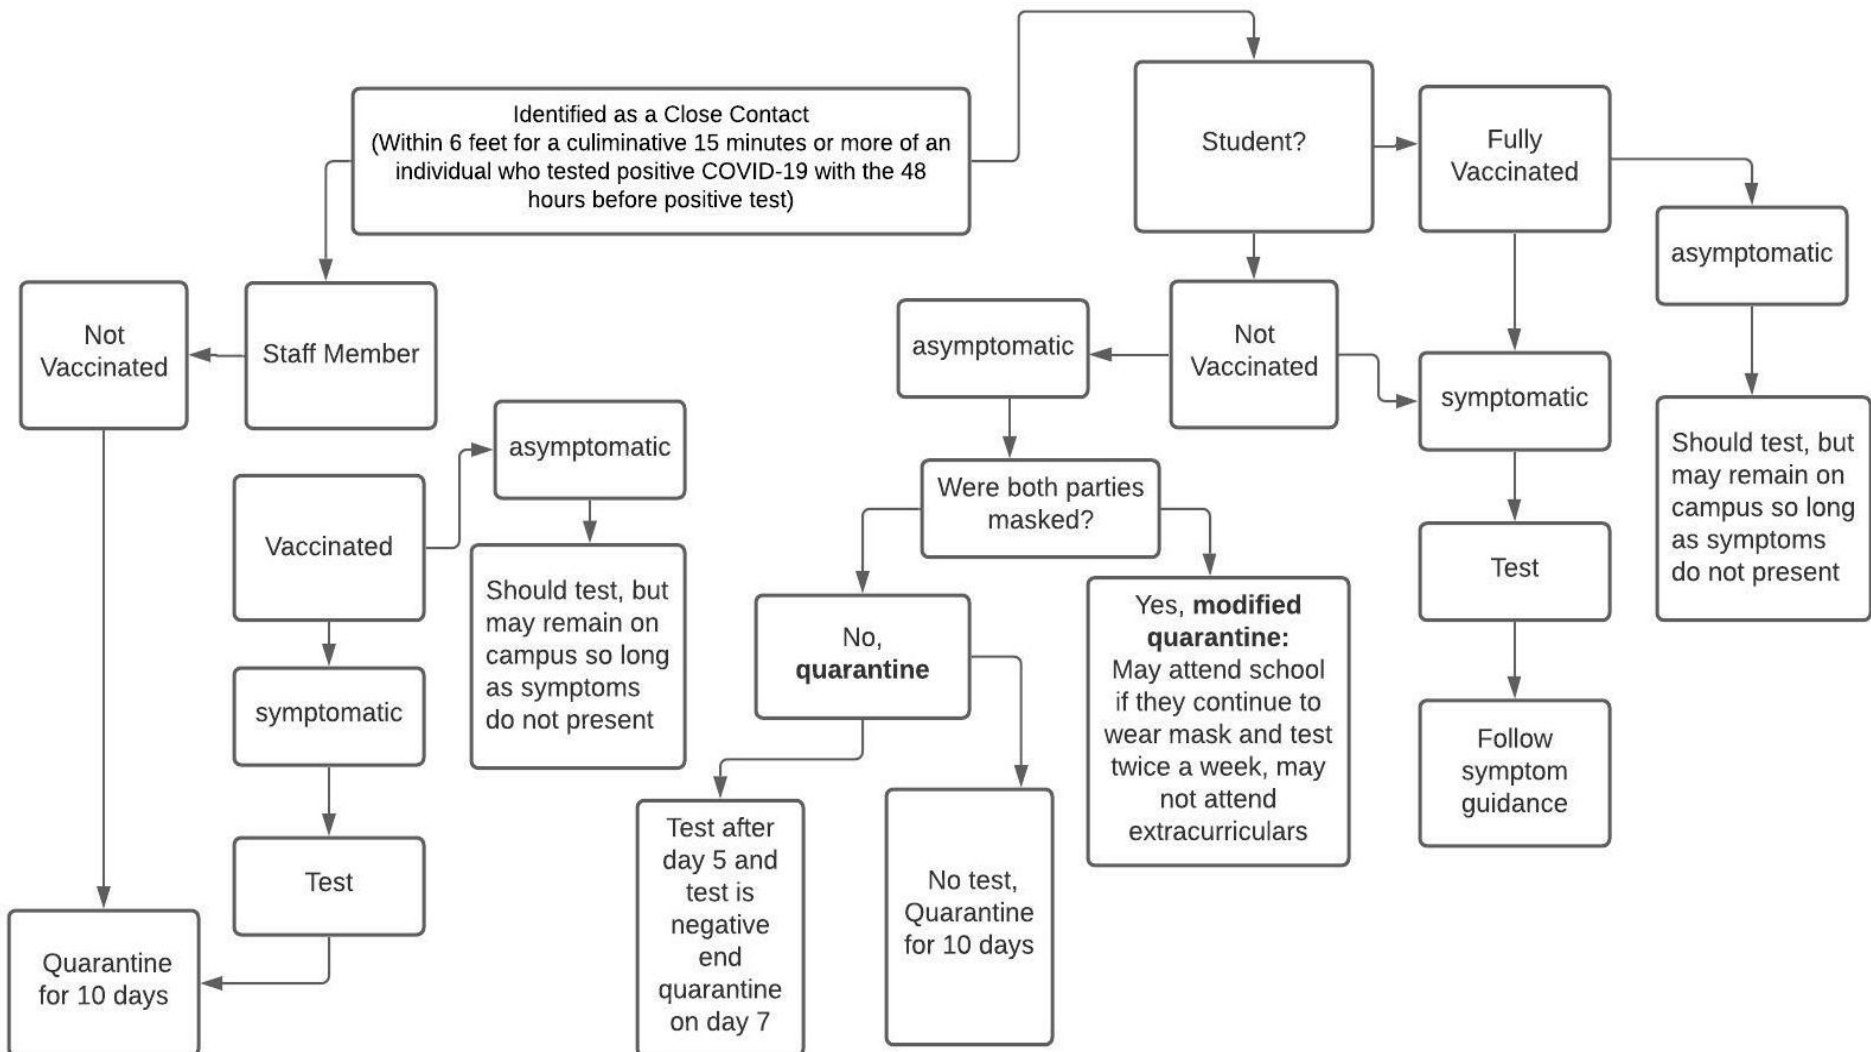 Identified as a Close Contact
(Within 6 feet for a culiminative 15 minutes or more of an
individual who tested positive COVID-19 with the 48
hours before positive test)
Student?
Fully
Vaccinated
asymptomatic
Should test, but
may remain on
campus so long
as symptoms
do not present
Not
Vaccinated
Staff Member
asymptomatic
Not
Vaccinated
symptomatic
Vaccinated
asymptomatic
Should test, but
may remain on
campus so long
as symptoms
do not present
symptomatic
Test
Quarantine
for 10 days
Were both parties
masked?
No,
quarantine
Yes, modified
quarantine:
May attend school
if they continue to
wear mask and test
twice a week, may
not attend
extracurriculars
Test after
day 5 and
test is
negative
end
quarantine
on day 7
No test,
Quarantine
for 10 days
Test
Follow
symptom
guidance